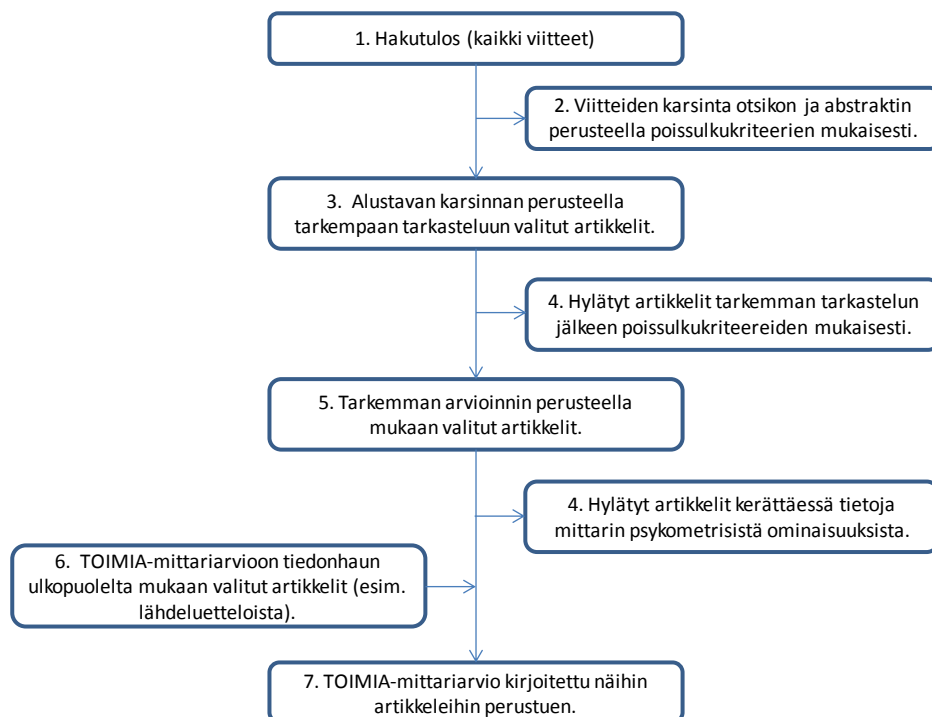 1. Hakutulos (kaikki viitteet)
2. Viitteiden karsinta otsikon ja abstraktin
perusteella poissulkukriteerien mukaisesti.
3. Alustavan karsinnan perusteella
tarkempaan tarkasteluun valitut artikkelit.
4. Hylätyt artikkelit tarkemman tarkastelun
jälkeen poissulkukriteereiden mukaisesti.
5. Tarkemman arvioinnin perusteella
mukaan valitut artikkelit.
4. Hylätyt artikkelit kerättäessä tietoja
mittarin psykometrisistä ominaisuuksista.
6. TOIMIA-mittariarvioon tiedonhaun
ulkopuolelta mukaan valitut artikkelit (esim.
lähdeluetteloista).
7. TOIMIA-mittariarvio kirjoitettu näihin
artikkeleihin perustuen.